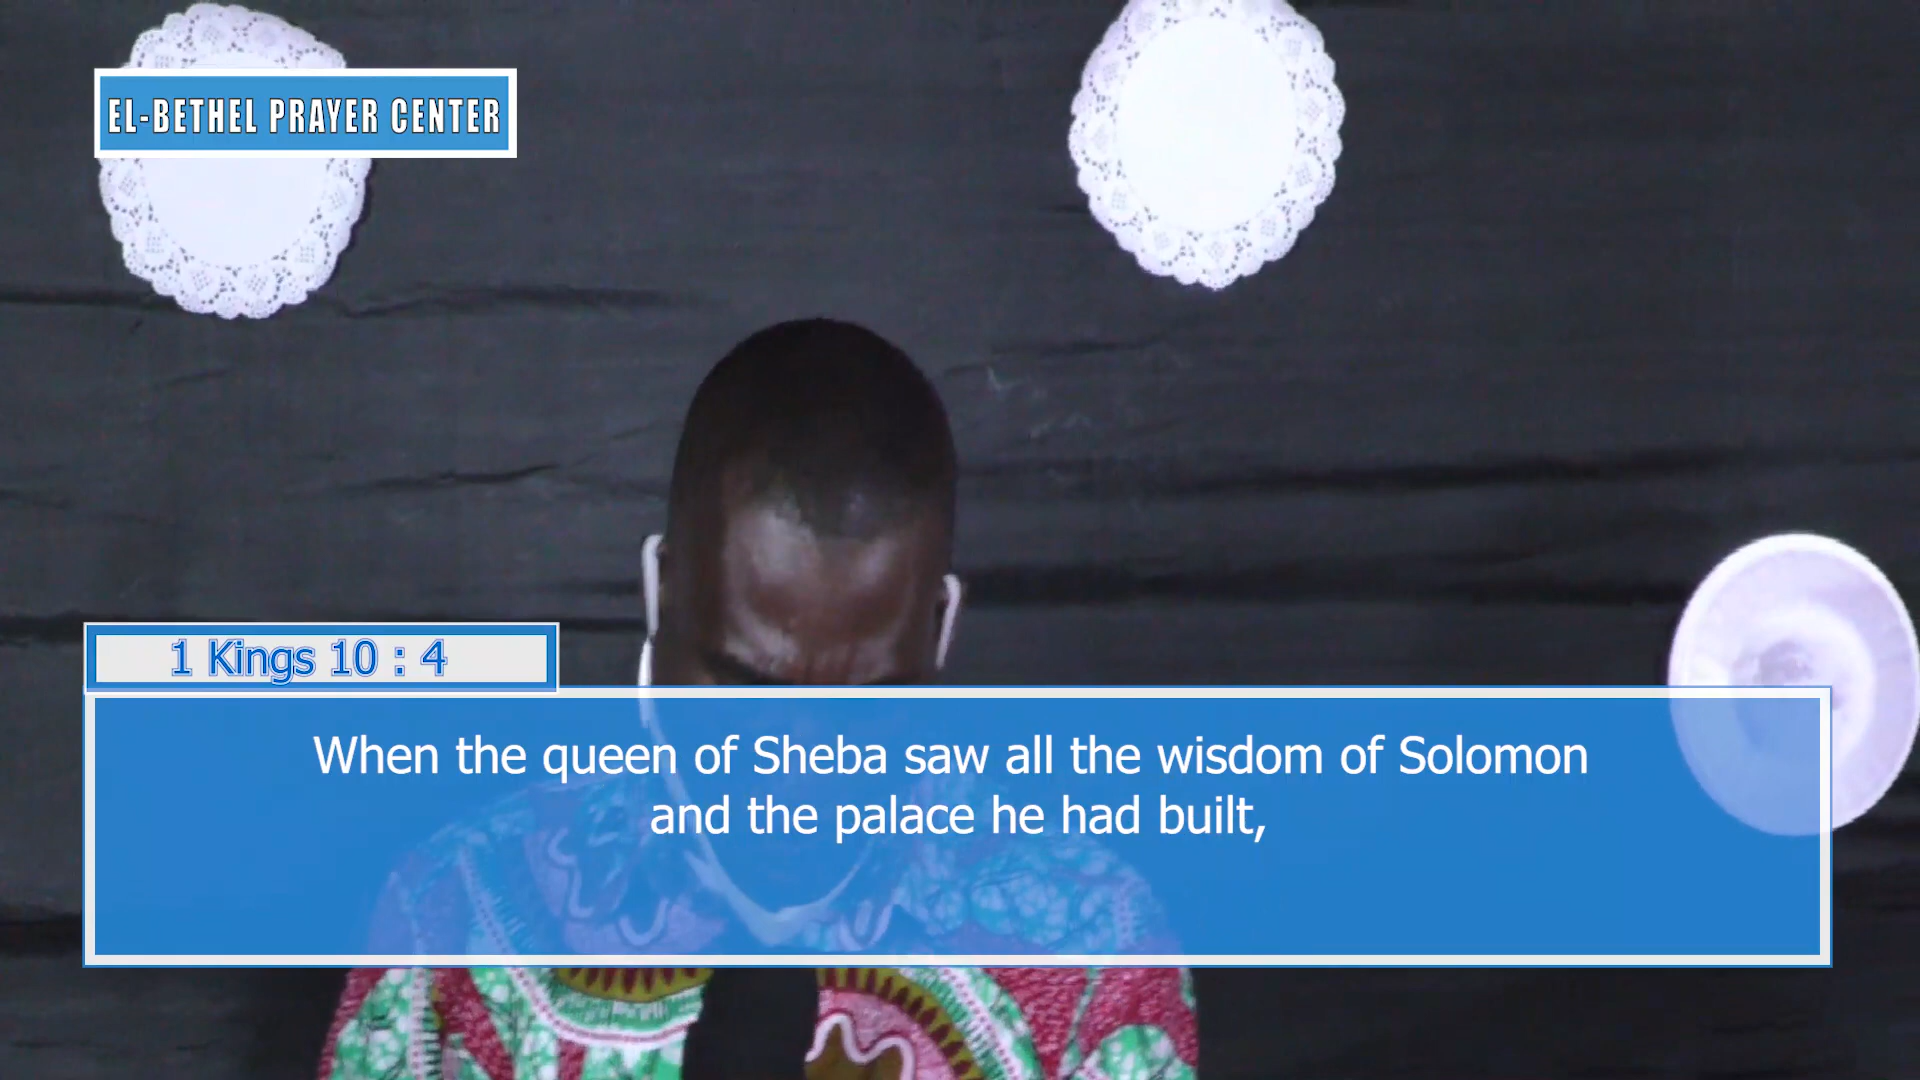 EL-BETHEL PRAYER CENTER
1 Kings 10 : 4
When the queen of Sheba saw all the wisdom of Solomon
and the palace he had built,